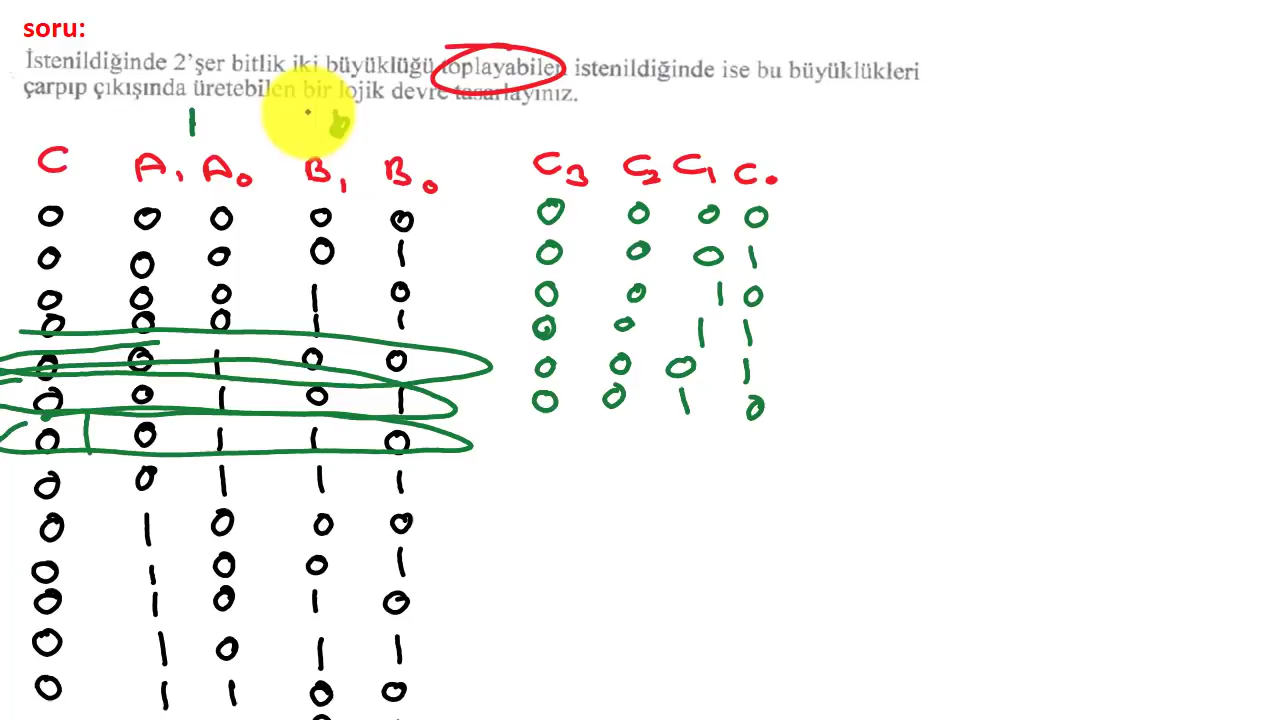 soru:
İstenildiğinde 2'şer bitlik iki büyüklüğü toplayabilen istenildiğinde ise bu büyüklükleri
çarpıp çıkışında üretebilen bir lojik devre tasarlayınız.
1
C A1 A0 B1 B0 C3 C2 C1 C0
0 0 0 0 0 0 0 0 0
0 0 0 0 1 0 0 0 1
0 0 0 1 0 0 0 1 0
0 0 0 1 1 0 0 1 1
0 0 1 0 0 0 0 0 1
0 0 1 0 1 0 0 1 0
0 0 1 1 0
0 0 1 1 1
0 1 0 0 0
0 1 0 0 1
0 1 0 1 0
0 1 0 1 1
0 1 1 0 0